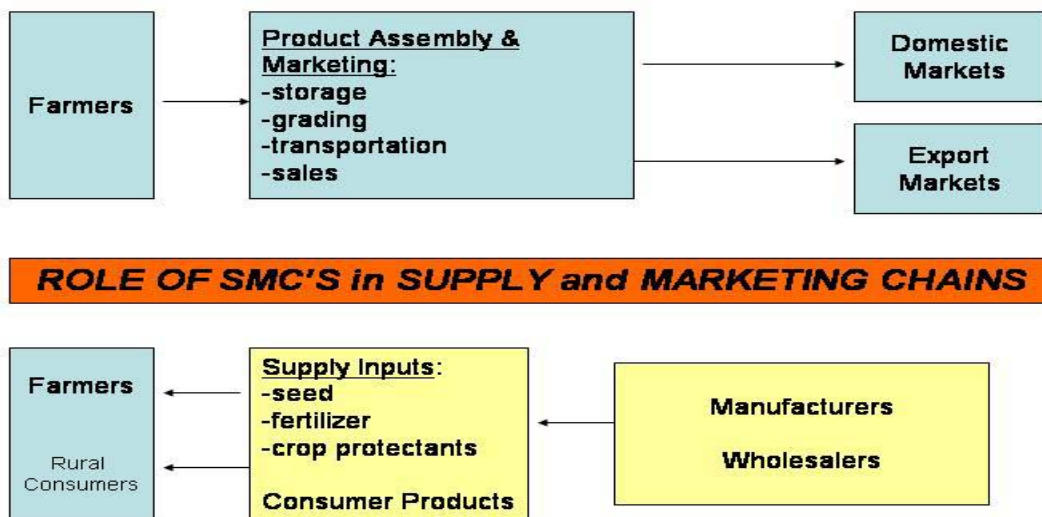 Farmers
Product Assembly &
Marketing:
-storage
-grading
-transportation
-sales
Domestic
Markets
Export
Markets
ROLE OF SMC'S in SUPPLY and MARKETING CHAINS
Farmers
Rural
Consumers
Supply Inputs:
-seed
-fertilizer
-crop protectants
Consumer Products
Manufacturers
Wholesalers